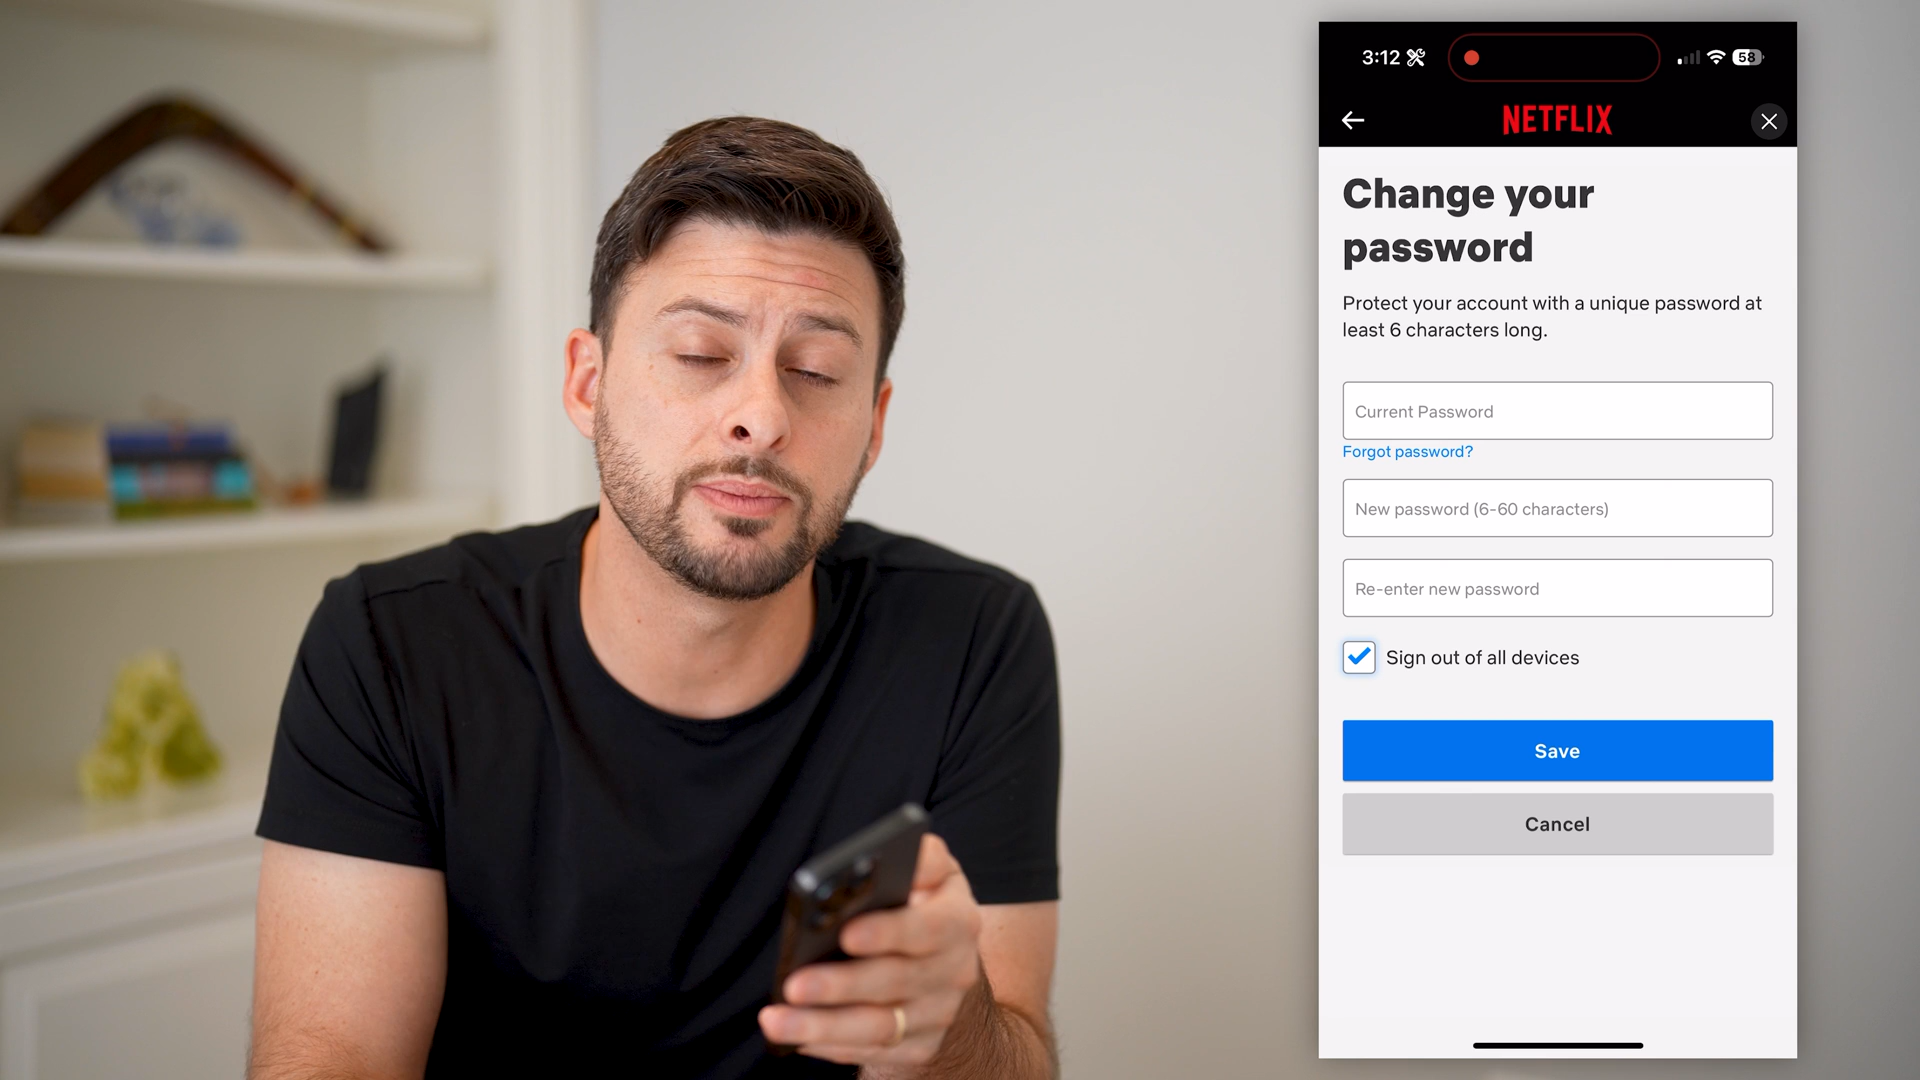 3:12
58
NETFLIX
Change your
password
Protect your account with a unique password at
least 6 characters long.
Current Password
Forgot password?
New password (6-60 characters)
Re-enter new password
Sign out of all devices
Save
Cancel